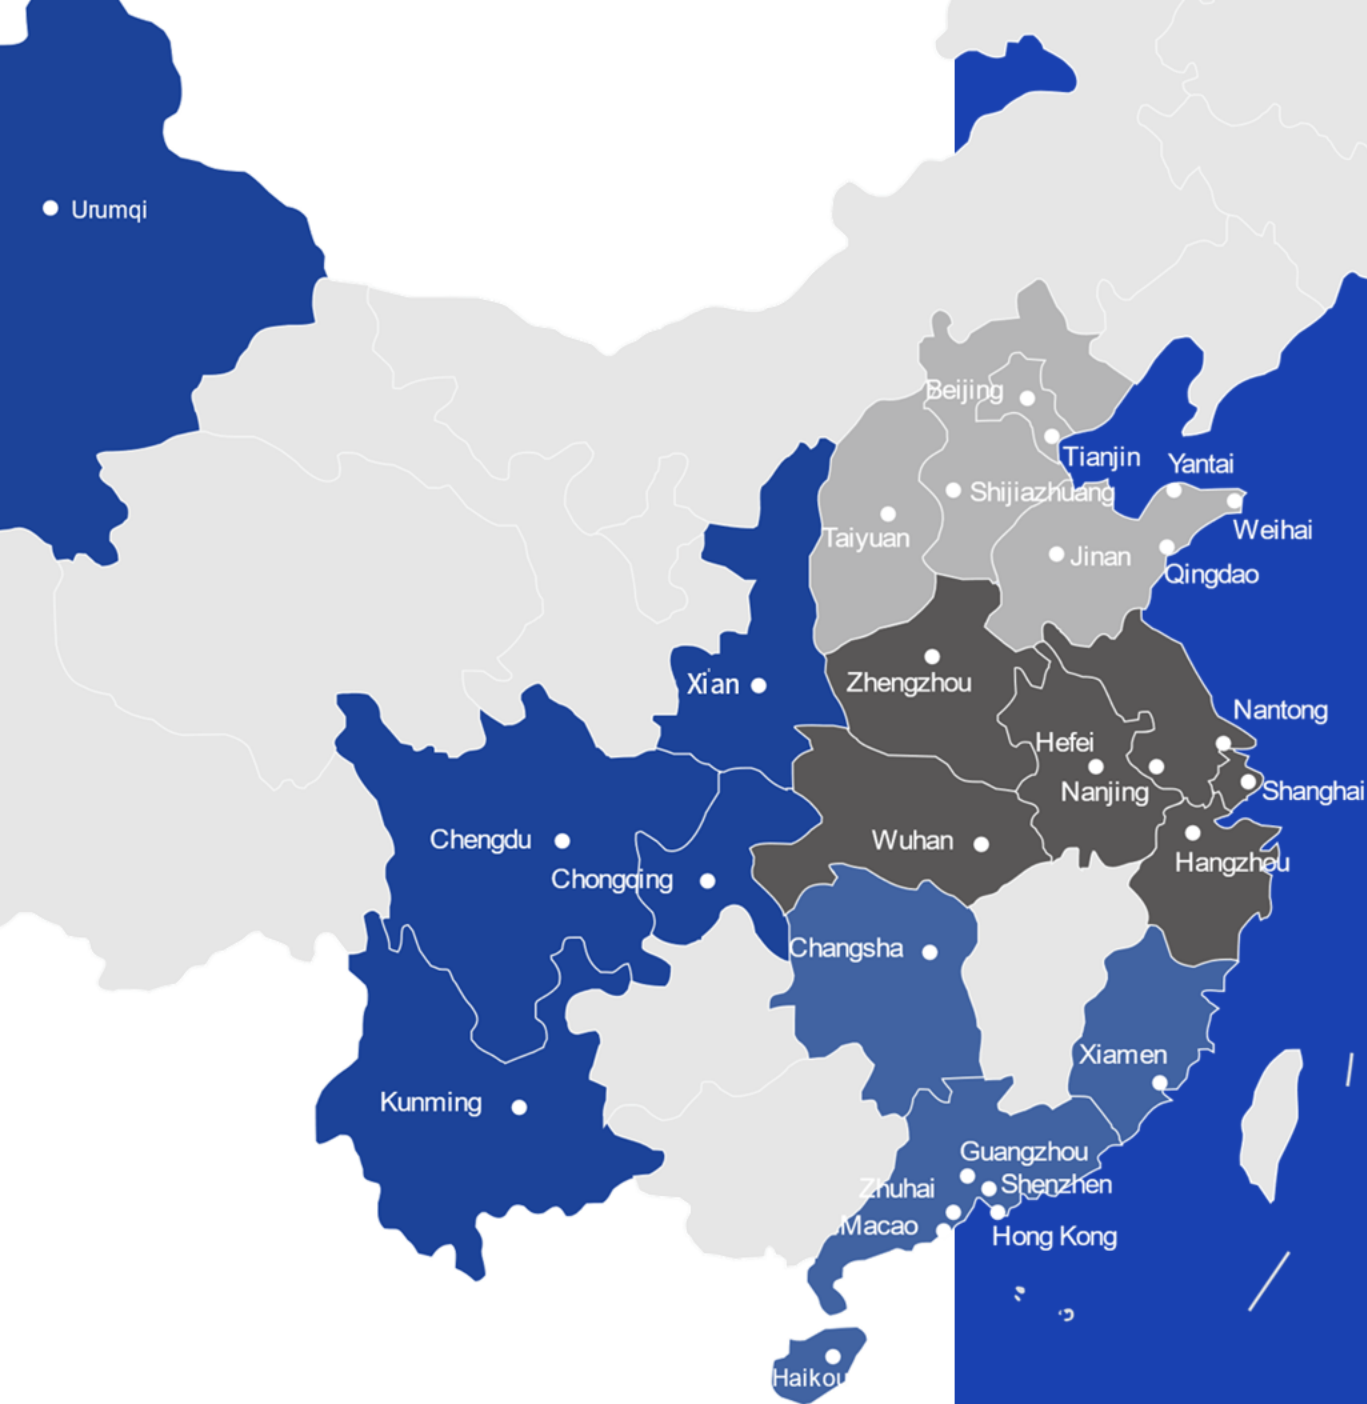 Urumqi
Beijing
Tianjin
Yantai
Shijiazhuang
Weihai
Taiyuan
Jinan
Qingdao
Xi'an
Zhengzhou
Nantong
Hefei
Nanjing
Shanghai
Chengdu
Wuhan
Hangzhou
Chongqing
Changsha
Xiamen
Kunming
Guangzhou
Zhuhai
Shenzhen
Macao
Hong Kong
Haikou